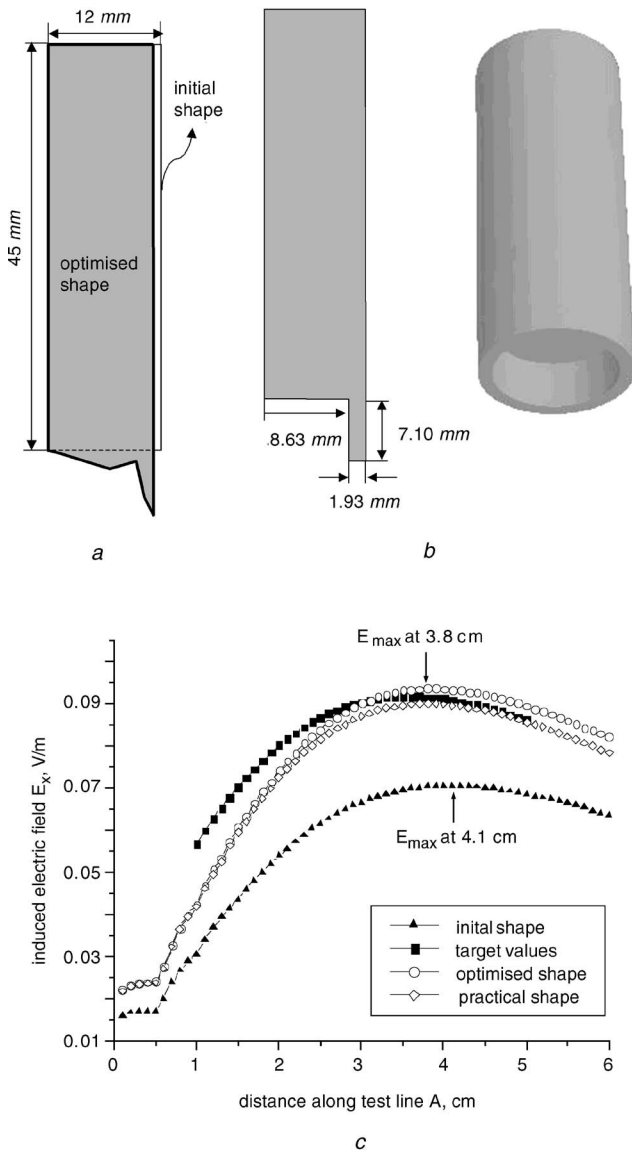 12 mm
initial
shape
45 mm
optimised
shape
.8.63 mm
7.10 mm
1.93 mm
a
b
E max at 3.8 cm
0.09
0.07
0.05
0.03
0.01
induced electric field Ex, V/m
E max at 4.1 cm
inital shape
target values
optimised shape
practical shape
0
1
2
3
4
5
6
distance along test line A, cm
c